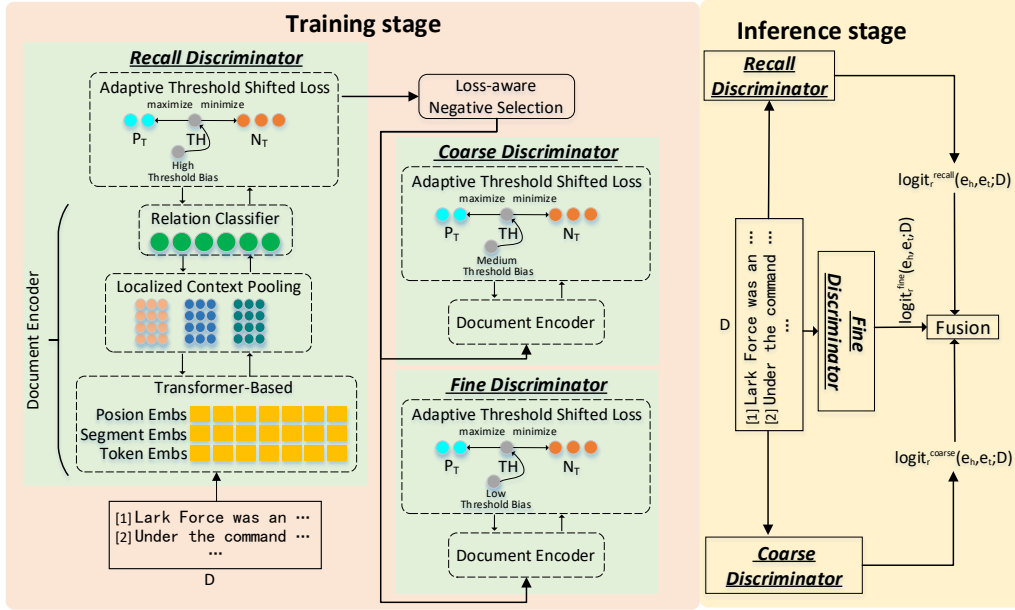 Training stage
Recall Discriminator
Adaptive Threshold Shifted Loss
maximize minimize
P_T TH N_T
High
Threshold Bias
Relation Classifier
Localized Context Pooling
Transformer-Based
Posion Embs
Segment Embs
Token Embs
Document Encoder
[1] Lark Force was an ⋯
[2] Under the command ⋯
⋯
D
Loss-aware
Negative Selection
Coarse Discriminator
Adaptive Threshold Shifted Loss
maximize minimize
P_T TH N_T
Medium
Threshold Bias
Document Encoder
Fine Discriminator
Adaptive Threshold Shifted Loss
maximize minimize
P_T TH N_T
Low
Threshold Bias
Document Encoder
Inference stage
Recall
Discriminator
logit_r^recall(e_h,e_t;D)
D
[1] Lark Force was an ⋯
[2] Under the command ⋯
⋯
Fine
Discriminator
logit_r^fine(e_h,e_t;D)
Fusion
logit_r^coarse(e_h,e_t;D)
Coarse
Discriminator